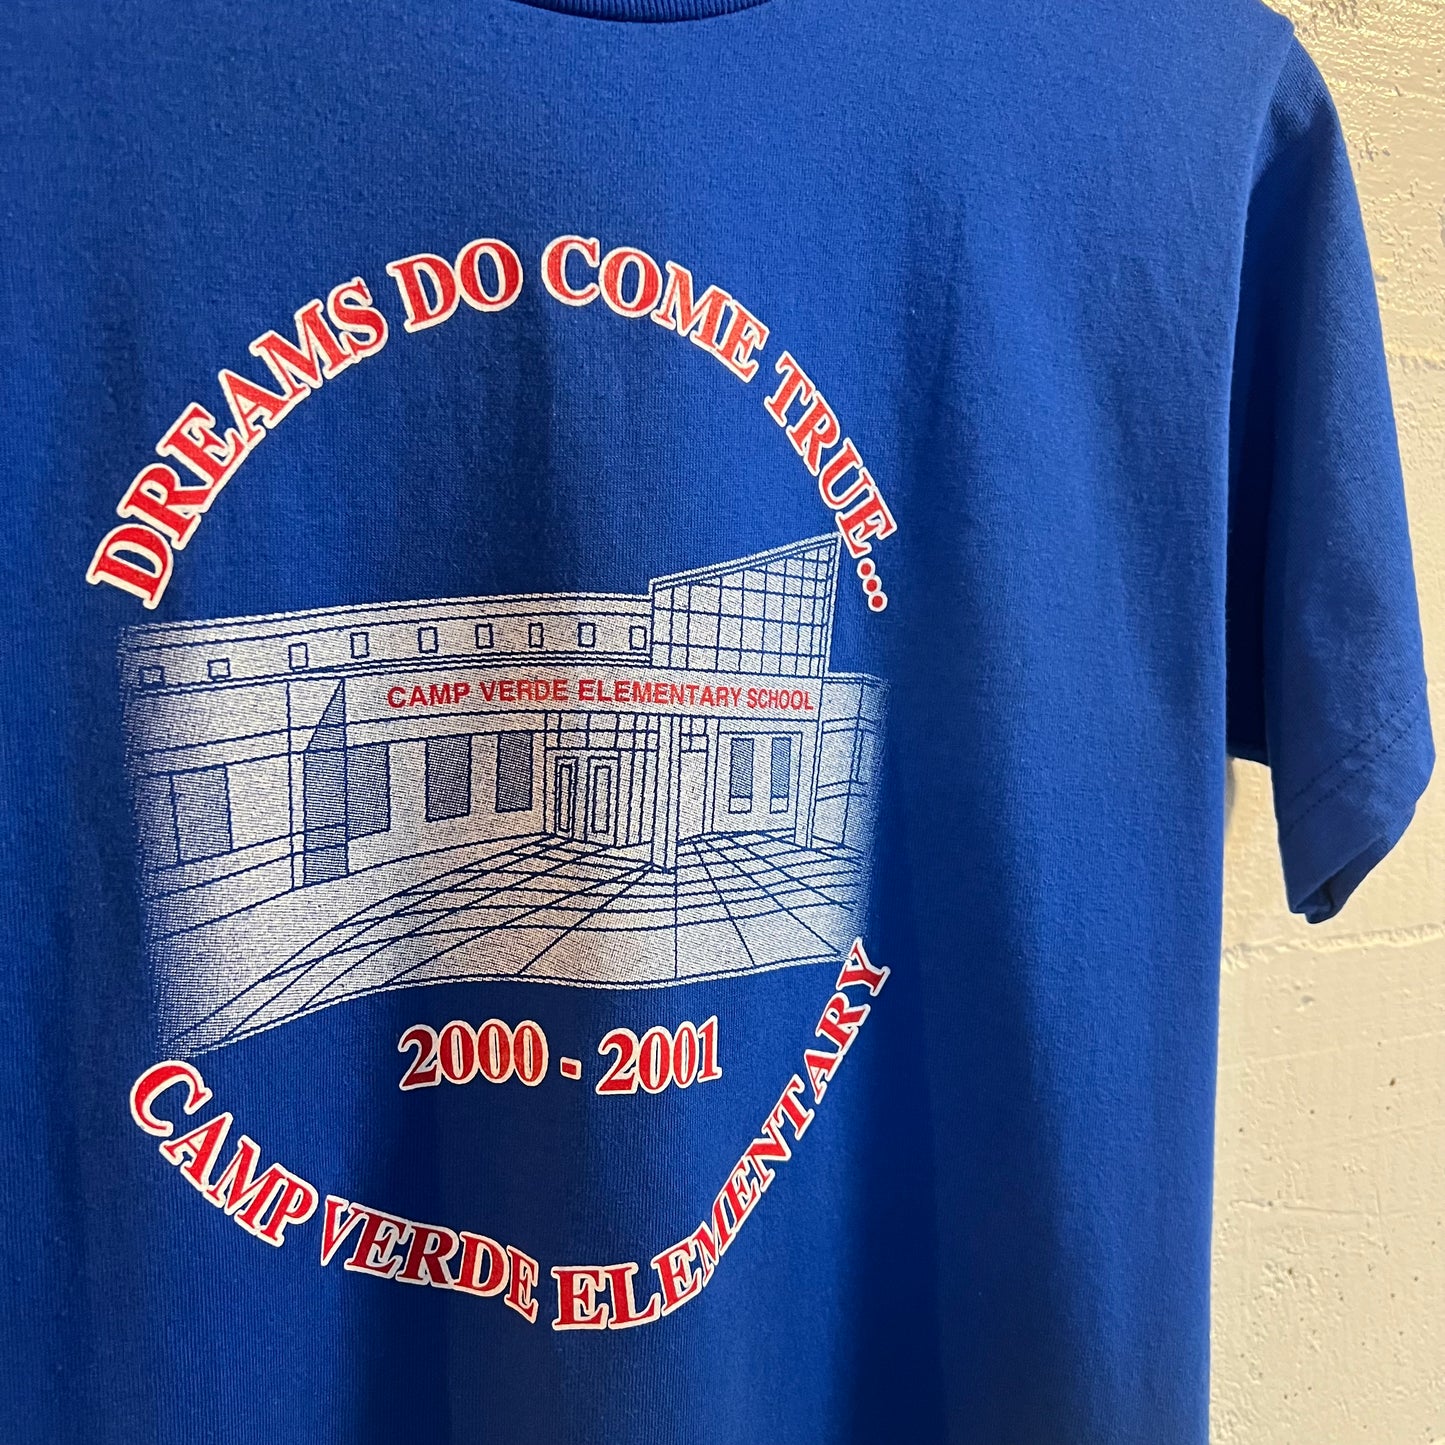 DREAMS DO COME TRUE...
CAMP VERDE ELEMENTARY SCHOOL
2000 - 2001
CAMP VERDE ELEMENTARY